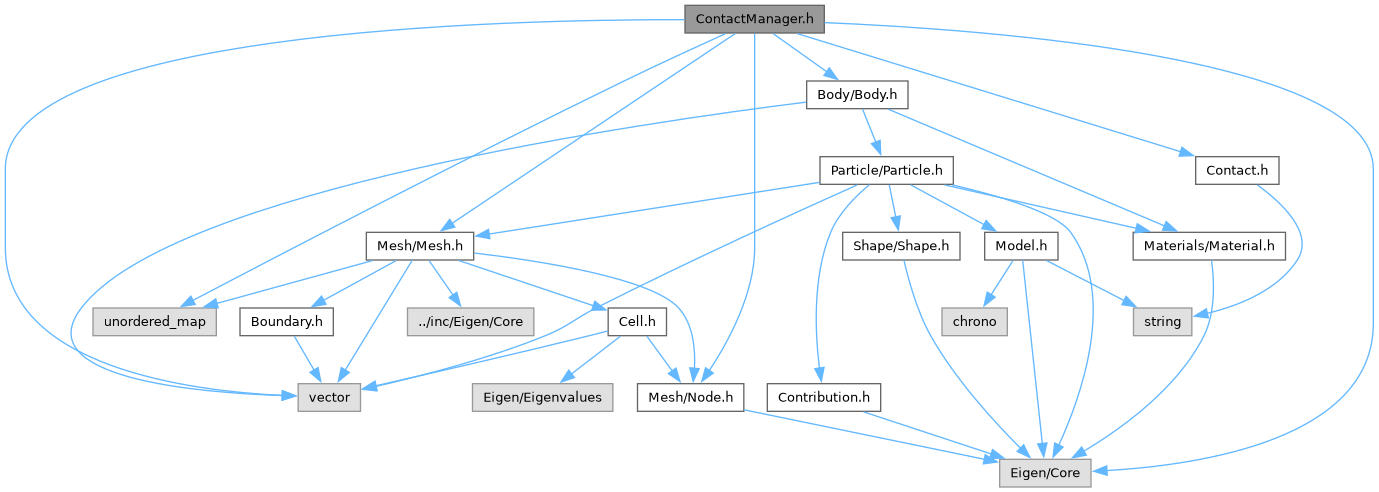 ContactManager.h
Body/Body.h
Particle/Particle.h
Contact.h
Mesh/Mesh.h
Shape/Shape.h
Model.h
Materials/Material.h
unordered_map
Boundary.h
../inc/Eigen/Core
Cell.h
chrono
string
vector
Eigen/Eigenvalues
Mesh/Node.h
Contribution.h
Eigen/Core